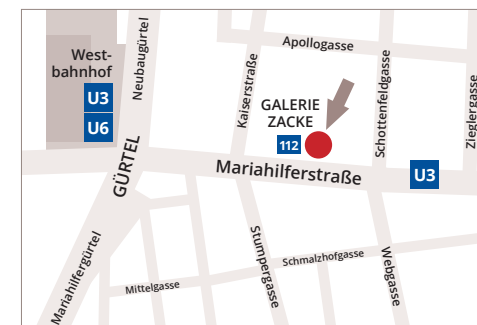 West-
bahnhof
U3
U6
Neubaugürtel
GÜRTEL
Mariahilfergürtel
Kaiserstraße
Apollogasse
GALERIE
ZACKE
112
Schottenfeldgasse
Zieglergasse
Mariahilferstraße
U3
Stumpergasse
Schmalzhofgasse
Webgasse
Mittelgasse